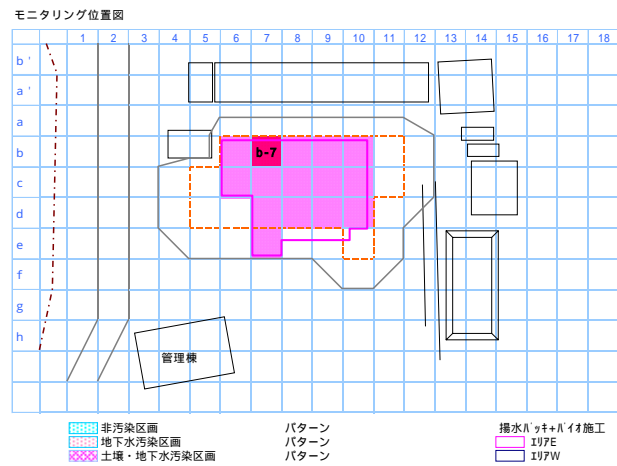 モニタリング位置図
1 2 3 4 5 6 7 8 9 10 11 12 13 14 15 16 17 18
b'
a'
a
b
b-7
c
d
e
f
g
h
管理棟
非汚染区画 パターン 揚水バッキ+バイオ施工
地下水汚染区画 パターン エリアE
土壌・地下水汚染区画 パターン エリアW